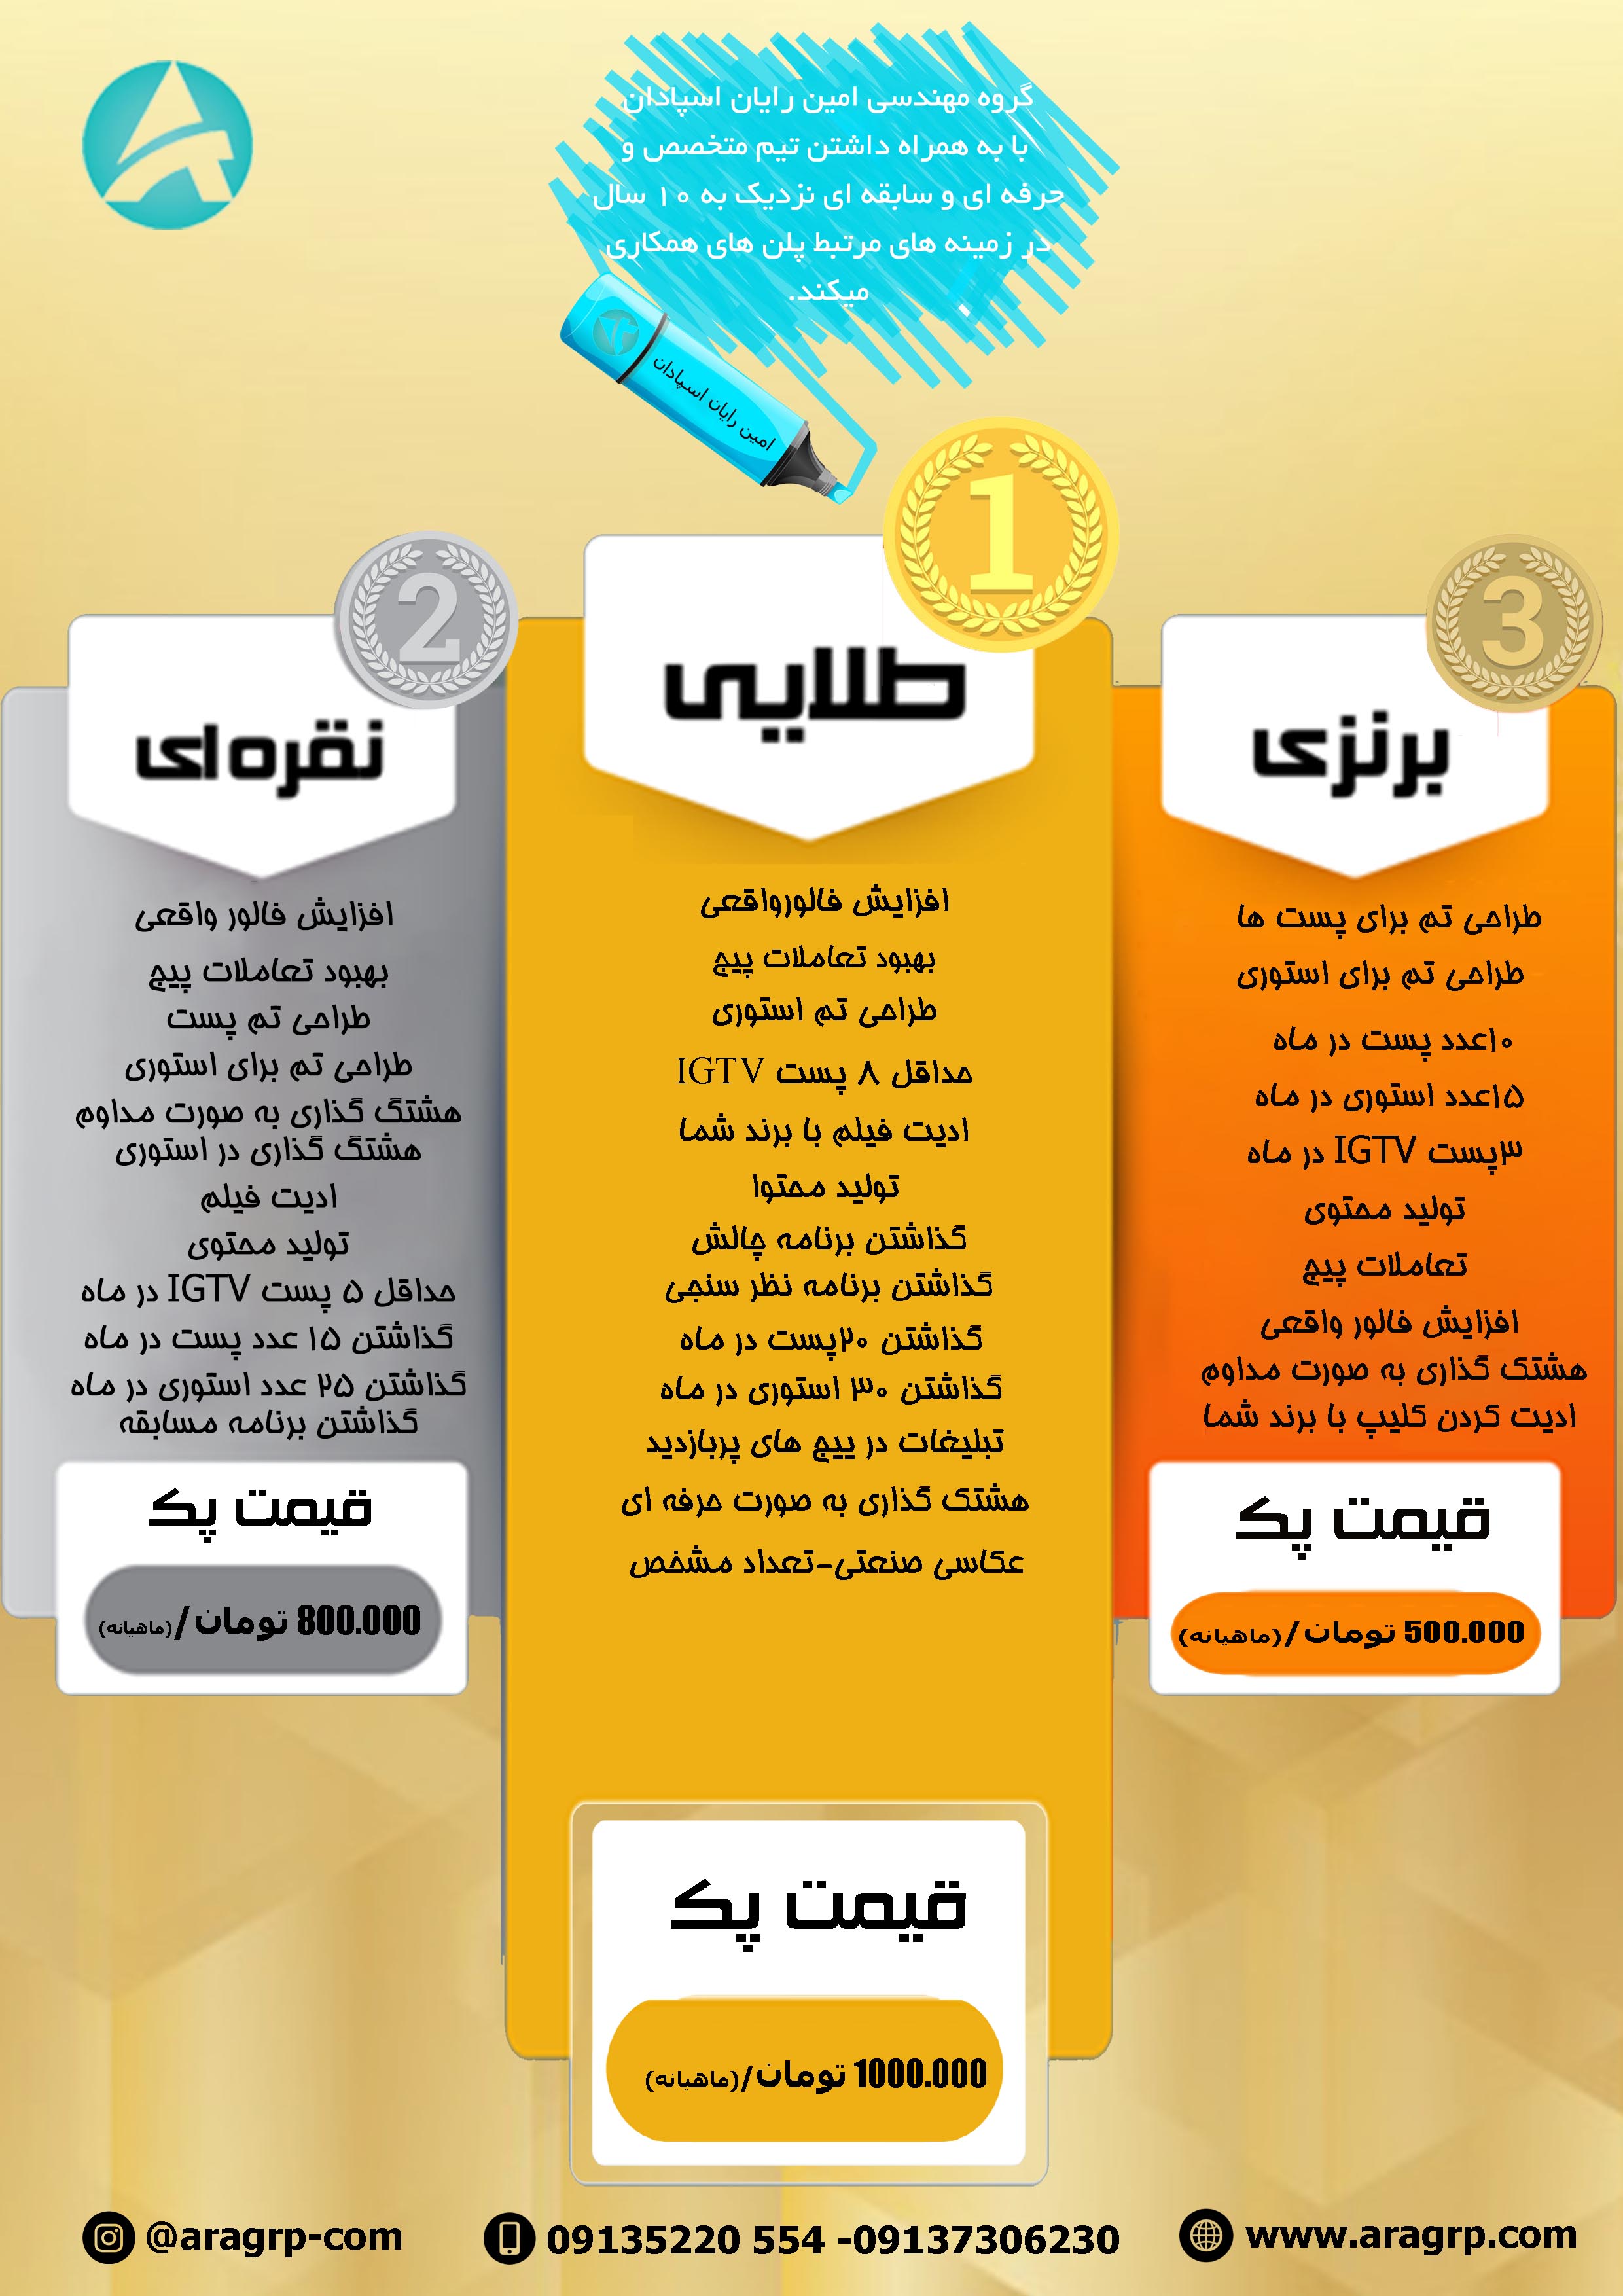 گروه مهندسی امین رایان اسپادان
با به همراه داشتن تیم متخصص و
حرفه ای و سابقه ای نزدیک به ۱۰ سال
در زمینه های مرتبط پلن های همکاری
میکند.
امین رایان اسپادان
3
برنزی
طراحی تم برای پست ها
طراحی تم برای استوری
۱۰عدد پست در ماه
۱۵عدد استوری در ماه
۳پست IGTV در ماه
تولید محتوی
تعاملات پیج
افزایش فالور واقعی
هشتک گذاری به صورت مداوم
ادیت کردن کلیپ با برند شما
قیمت پک
500.000 تومان/(ماهیانه)
1
طلایی
افزایش فالورواقعی
بهبود تعاملات پیج
طراحی تم استوری
حداقل ۸ پست IGTV
ادیت فیلم با برند شما
تولید محتوا
گذاشتن برنامه چالش
گذاشتن برنامه نظر سنجی
گذاشتن ۲۰پست در ماه
گذاشتن ۳۰ استوری در ماه
تبلیغات در پیج های پربازدید
هشتک گذاری به صورت حرفه ای
عکاسی صنعتی-تعداد مشخص
قیمت پک
1000.000 تومان/(ماهیانه)
2
نقره‌ای
افزایش فالور واقعی
بهبود تعاملات پیج
طراحی تم پست
طراحی تم برای استوری
هشتگ گذاری به صورت مداوم
هشتگ گذاری در استوری
ادیت فیلم
تولید محتوی
حداقل ۵ پست IGTV در ماه
گذاشتن ۱۵ عدد پست در ماه
گذاشتن ۲۵ عدد استوری در ماه
گذاشتن برنامه مسابقه
قیمت پک
800.000 تومان/(ماهیانه)
@aragrp-com
09135220 554 -09137306230
www.aragrp.com